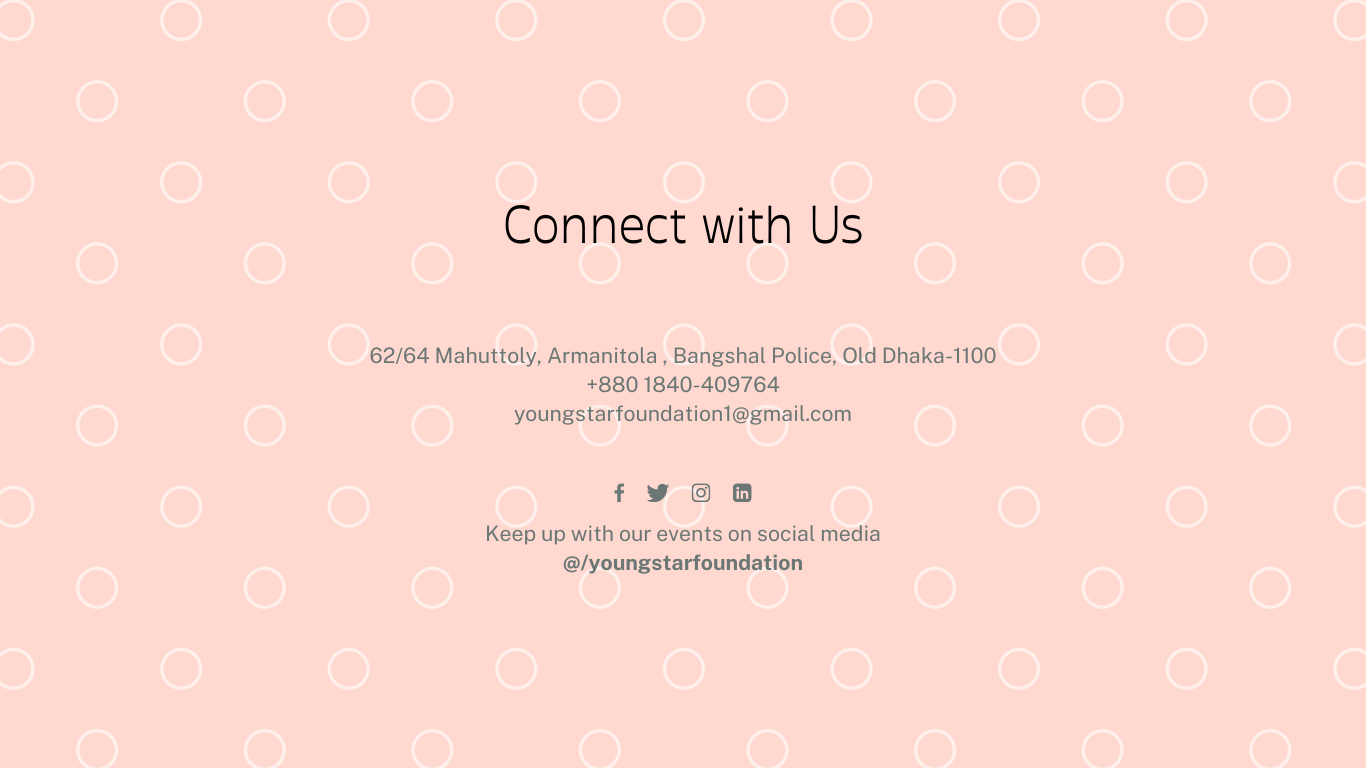 Connect with Us
62/64 Mahuttoly, Armanitola , Bangshal Police, Old Dhaka-1100
+880 1840-409764
youngstarfoundation1@gmail.com
Keep up with our events on social media
@/youngstarfoundation